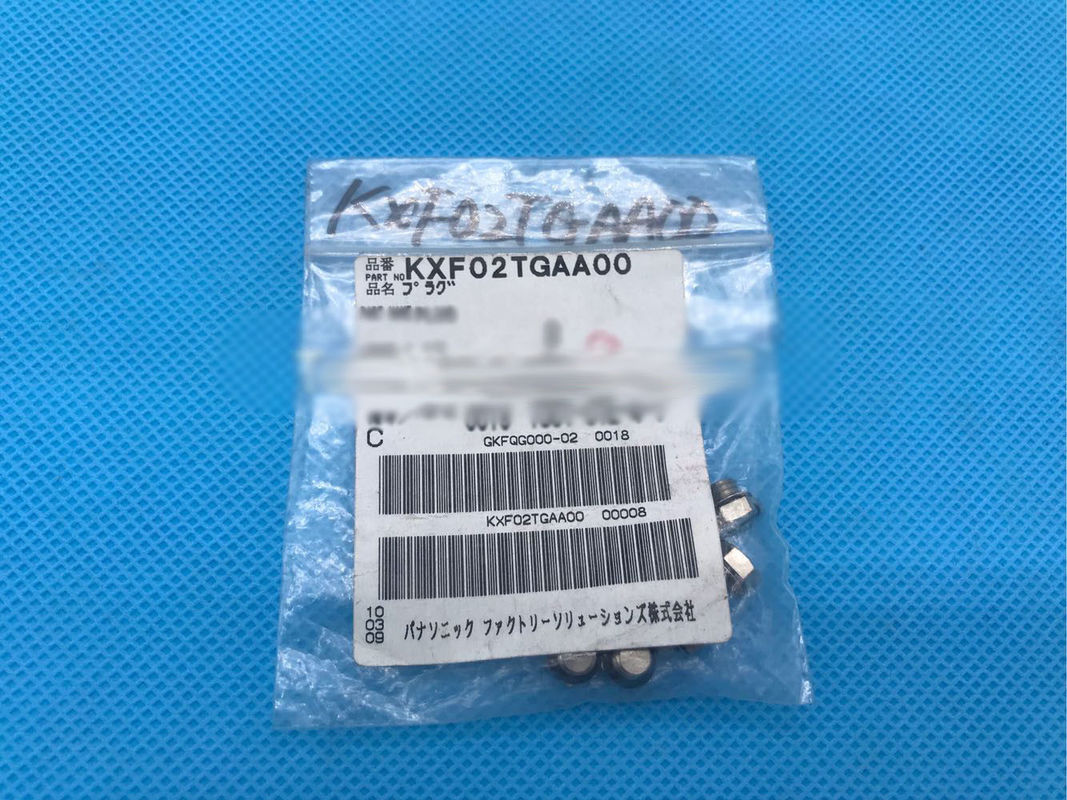 KXF02TGAA00
品番
PART NO KXF02TGAA00
品名 プラグ
C GKFQG000-02 0018
KXF02TGAA00 00008
10
03
09
パナソニック ファクトリーソリューションズ株式会社